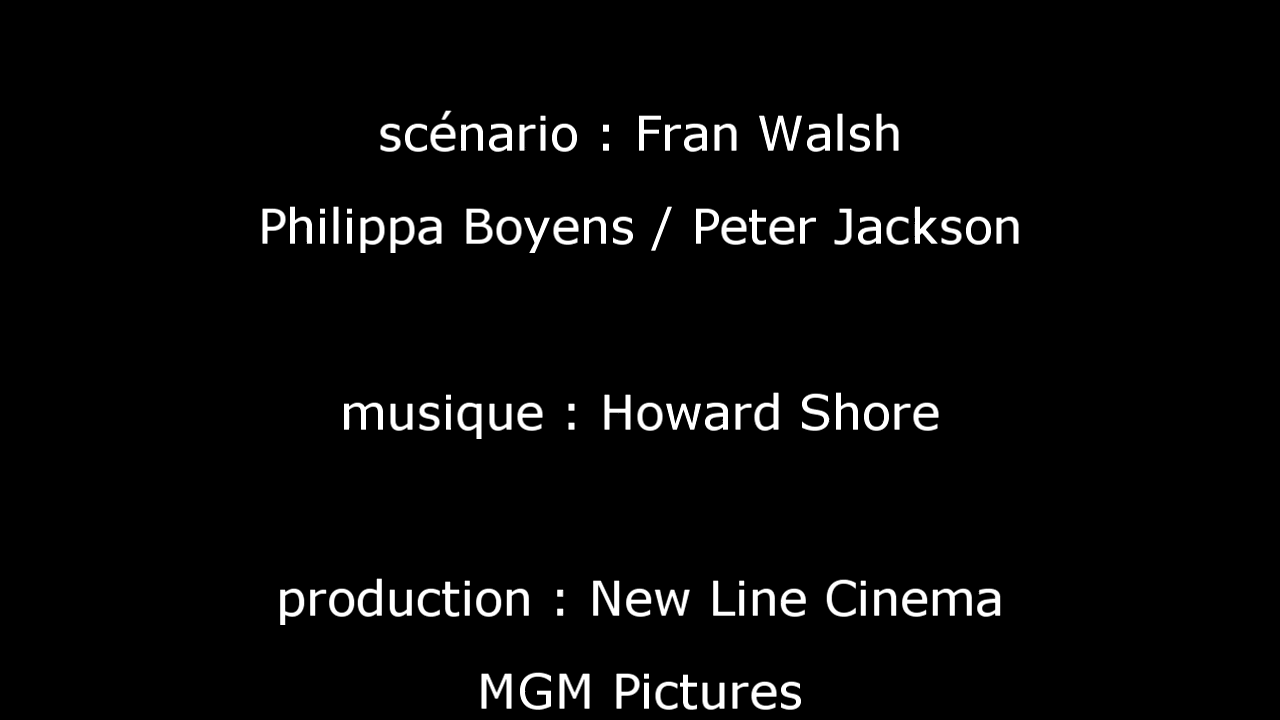 scénario : Fran Walsh
Philippa Boyens / Peter Jackson
musique : Howard Shore
production : New Line Cinema
MGM Pictures